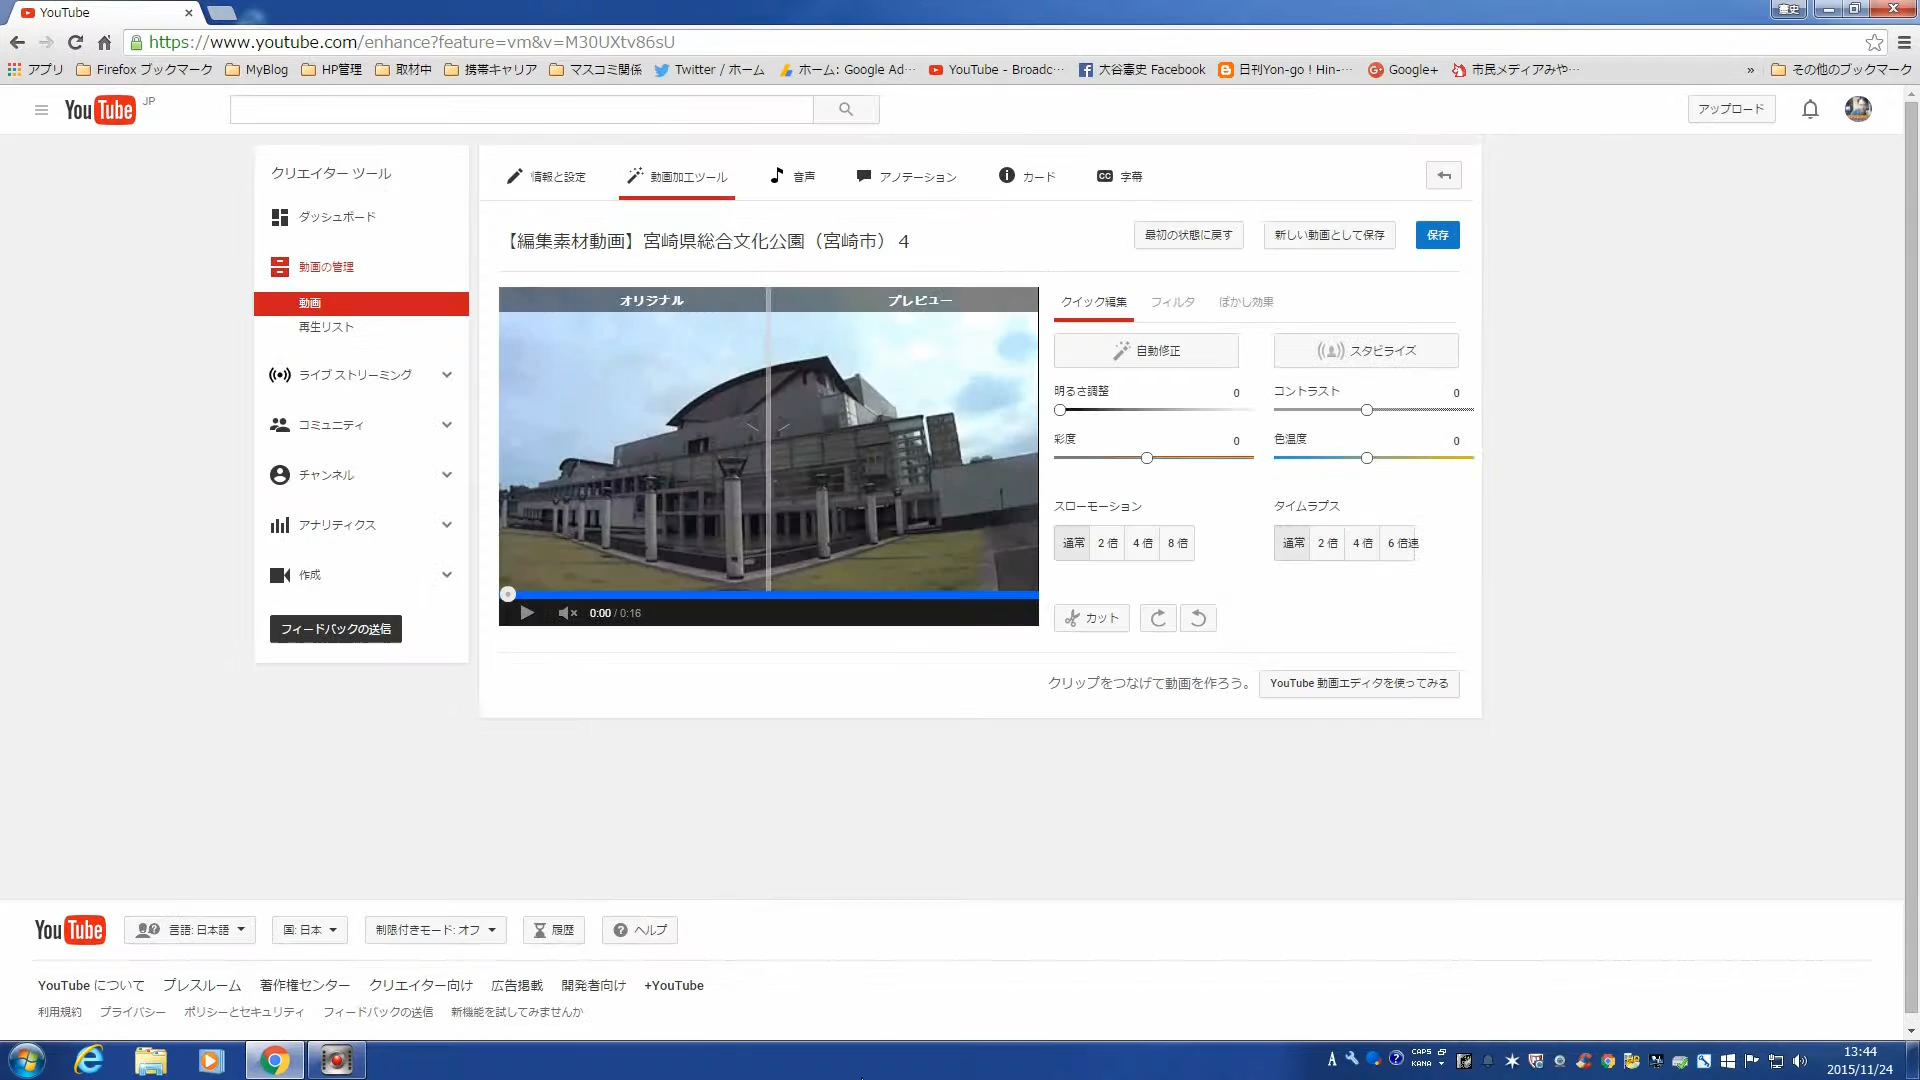 YouTube
憲史
https://www.youtube.com/enhance?feature=vm&v=M30UXtv86sU
アプリ Firefox ブックマーク MyBlog HP管理 取材中 携帯キャリア マスコミ関係 Twitter / ホーム ホーム: Google Ad… YouTube - Broadc… 大谷憲史 Facebook 日刊Yon-go！Hin-… Google+ 市民メディアみや… » その他のブックマーク
YouTube JP アップロード
クリエイター ツール
ダッシュボード
動画の管理
動画
再生リスト
ライブ ストリーミング
コミュニティ
チャンネル
アナリティクス
作成
フィードバックの送信
情報と設定 動画加工ツール 音声 アノテーション カード CC 字幕
【編集素材動画】宮崎県総合文化公園（宮崎市）４
最初の状態に戻す 新しい動画として保存 保存
オリジナル プレビュー
0:00 / 0:16
クイック編集 フィルタ ぼかし効果
自動修正 スタビライズ
明るさ調整 0 コントラスト 0
彩度 0 色温度 0
スローモーション タイムラプス
通常 2 倍 4 倍 8 倍 通常 2 倍 4 倍 6 倍速
カット
クリップをつなげて動画を作ろう。 YouTube 動画エディタを使ってみる
YouTube 言語: 日本語 国: 日本 制限付きモード: オフ 履歴 ヘルプ
YouTube について プレスルーム 著作権センター クリエイター向け 広告掲載 開発者向け +YouTube
利用規約 プライバシー ポリシーとセキュリティ フィードバックの送信 新機能を試してみませんか
A CAPS
KANA
13:44
2015/11/24